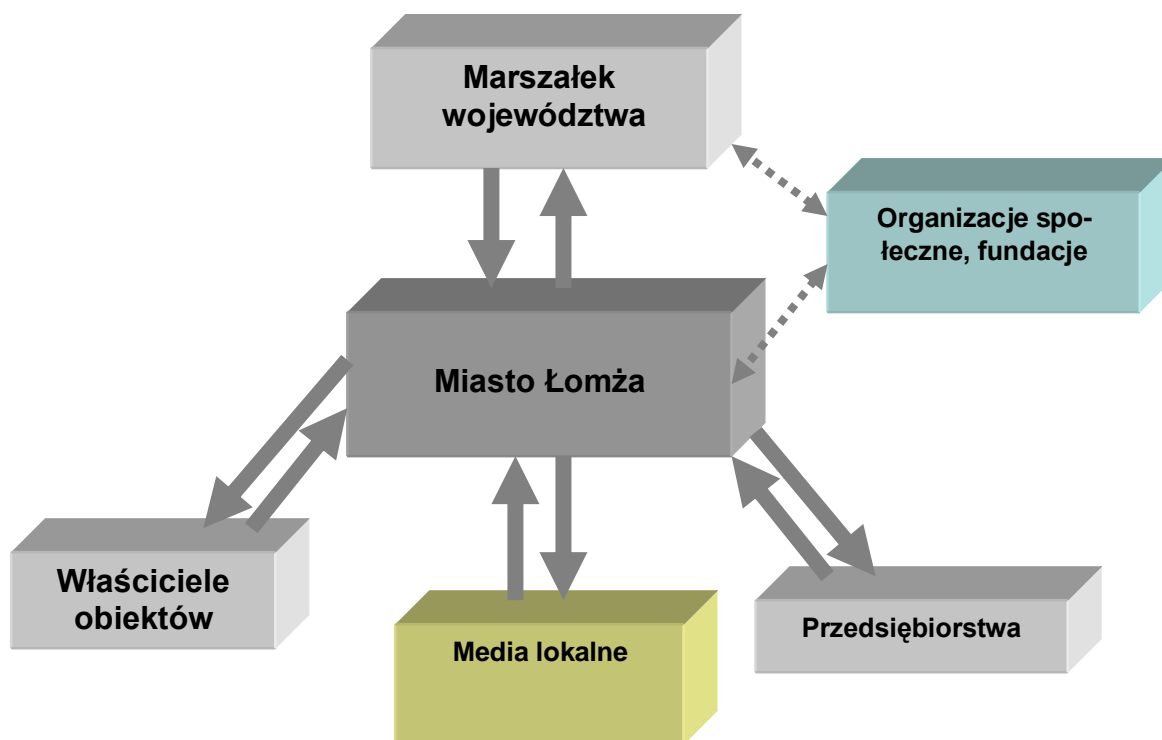 Marszałek
województwa
Organizacje spo-
łeczne, fundacje
Miasto Łomża
Właściciele
obiektów
Media lokalne
Przedsiębiorstwa